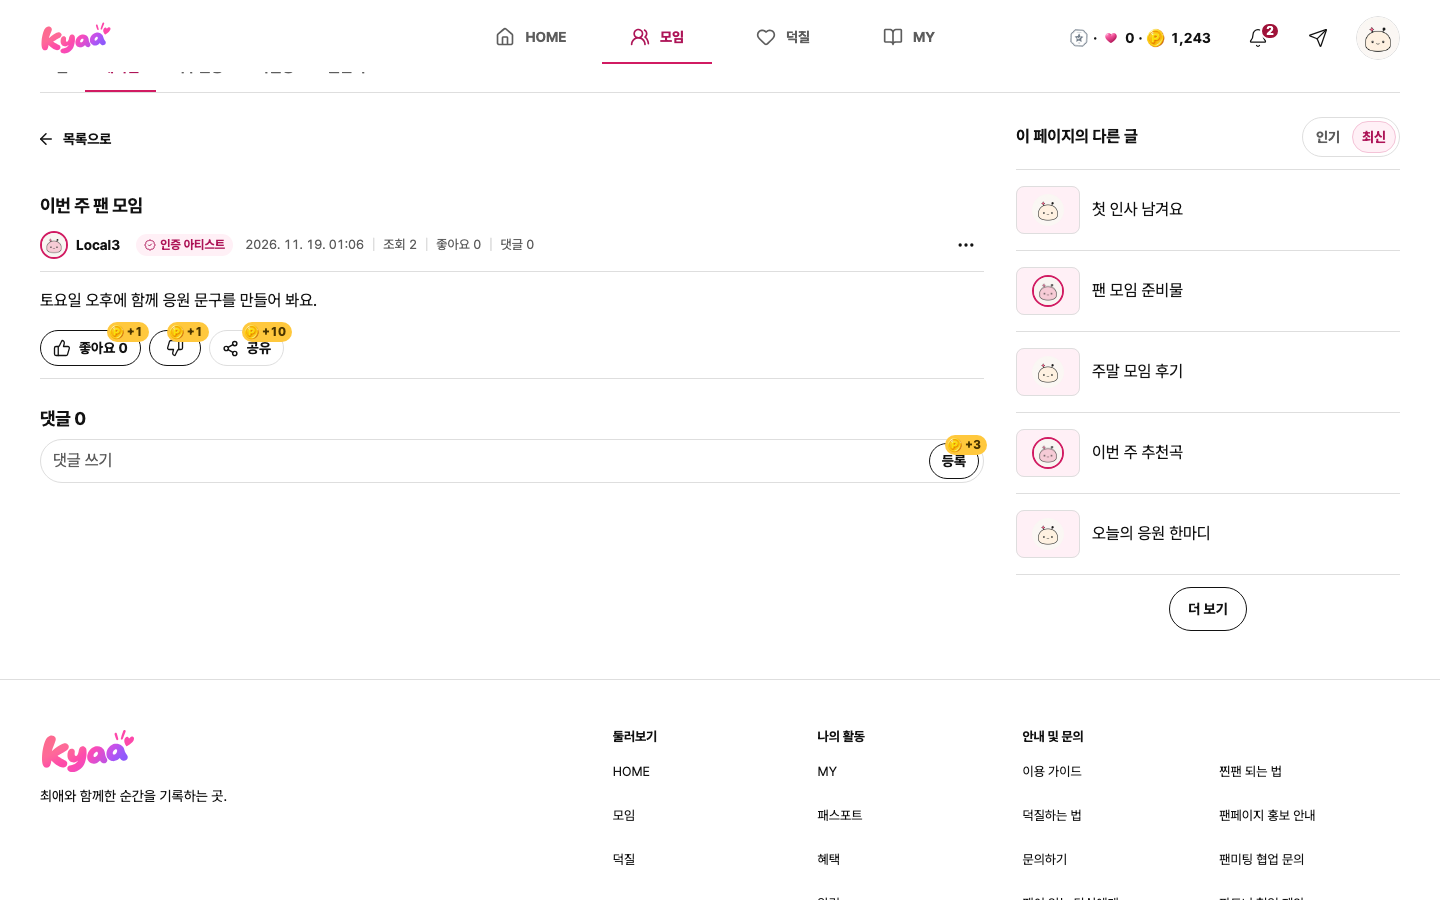 kyaa
HOME
모임
덕질
MY
· 0 · 1,243
2
목록으로
이번 주 팬 모임
Local3 인증 아티스트 2026. 11. 19. 01:06 | 조회 2 | 좋아요 0 | 댓글 0
토요일 오후에 함께 응원 문구를 만들어 봐요.
+1 +1 +10
좋아요 0 공유
댓글 0
+3
댓글 쓰기 등록
이 페이지의 다른 글 인기 최신
첫 인사 남겨요
팬 모임 준비물
주말 모임 후기
이번 주 추천곡
오늘의 응원 한마디
더 보기
kyaa
최애와 함께한 순간을 기록하는 곳.
둘러보기
HOME
모임
덕질
나의 활동
MY
패스포트
혜택
안내 및 문의
이용 가이드
덕질하는 법
문의하기
찐팬 되는 법
팬페이지 홍보 안내
팬미팅 협업 문의